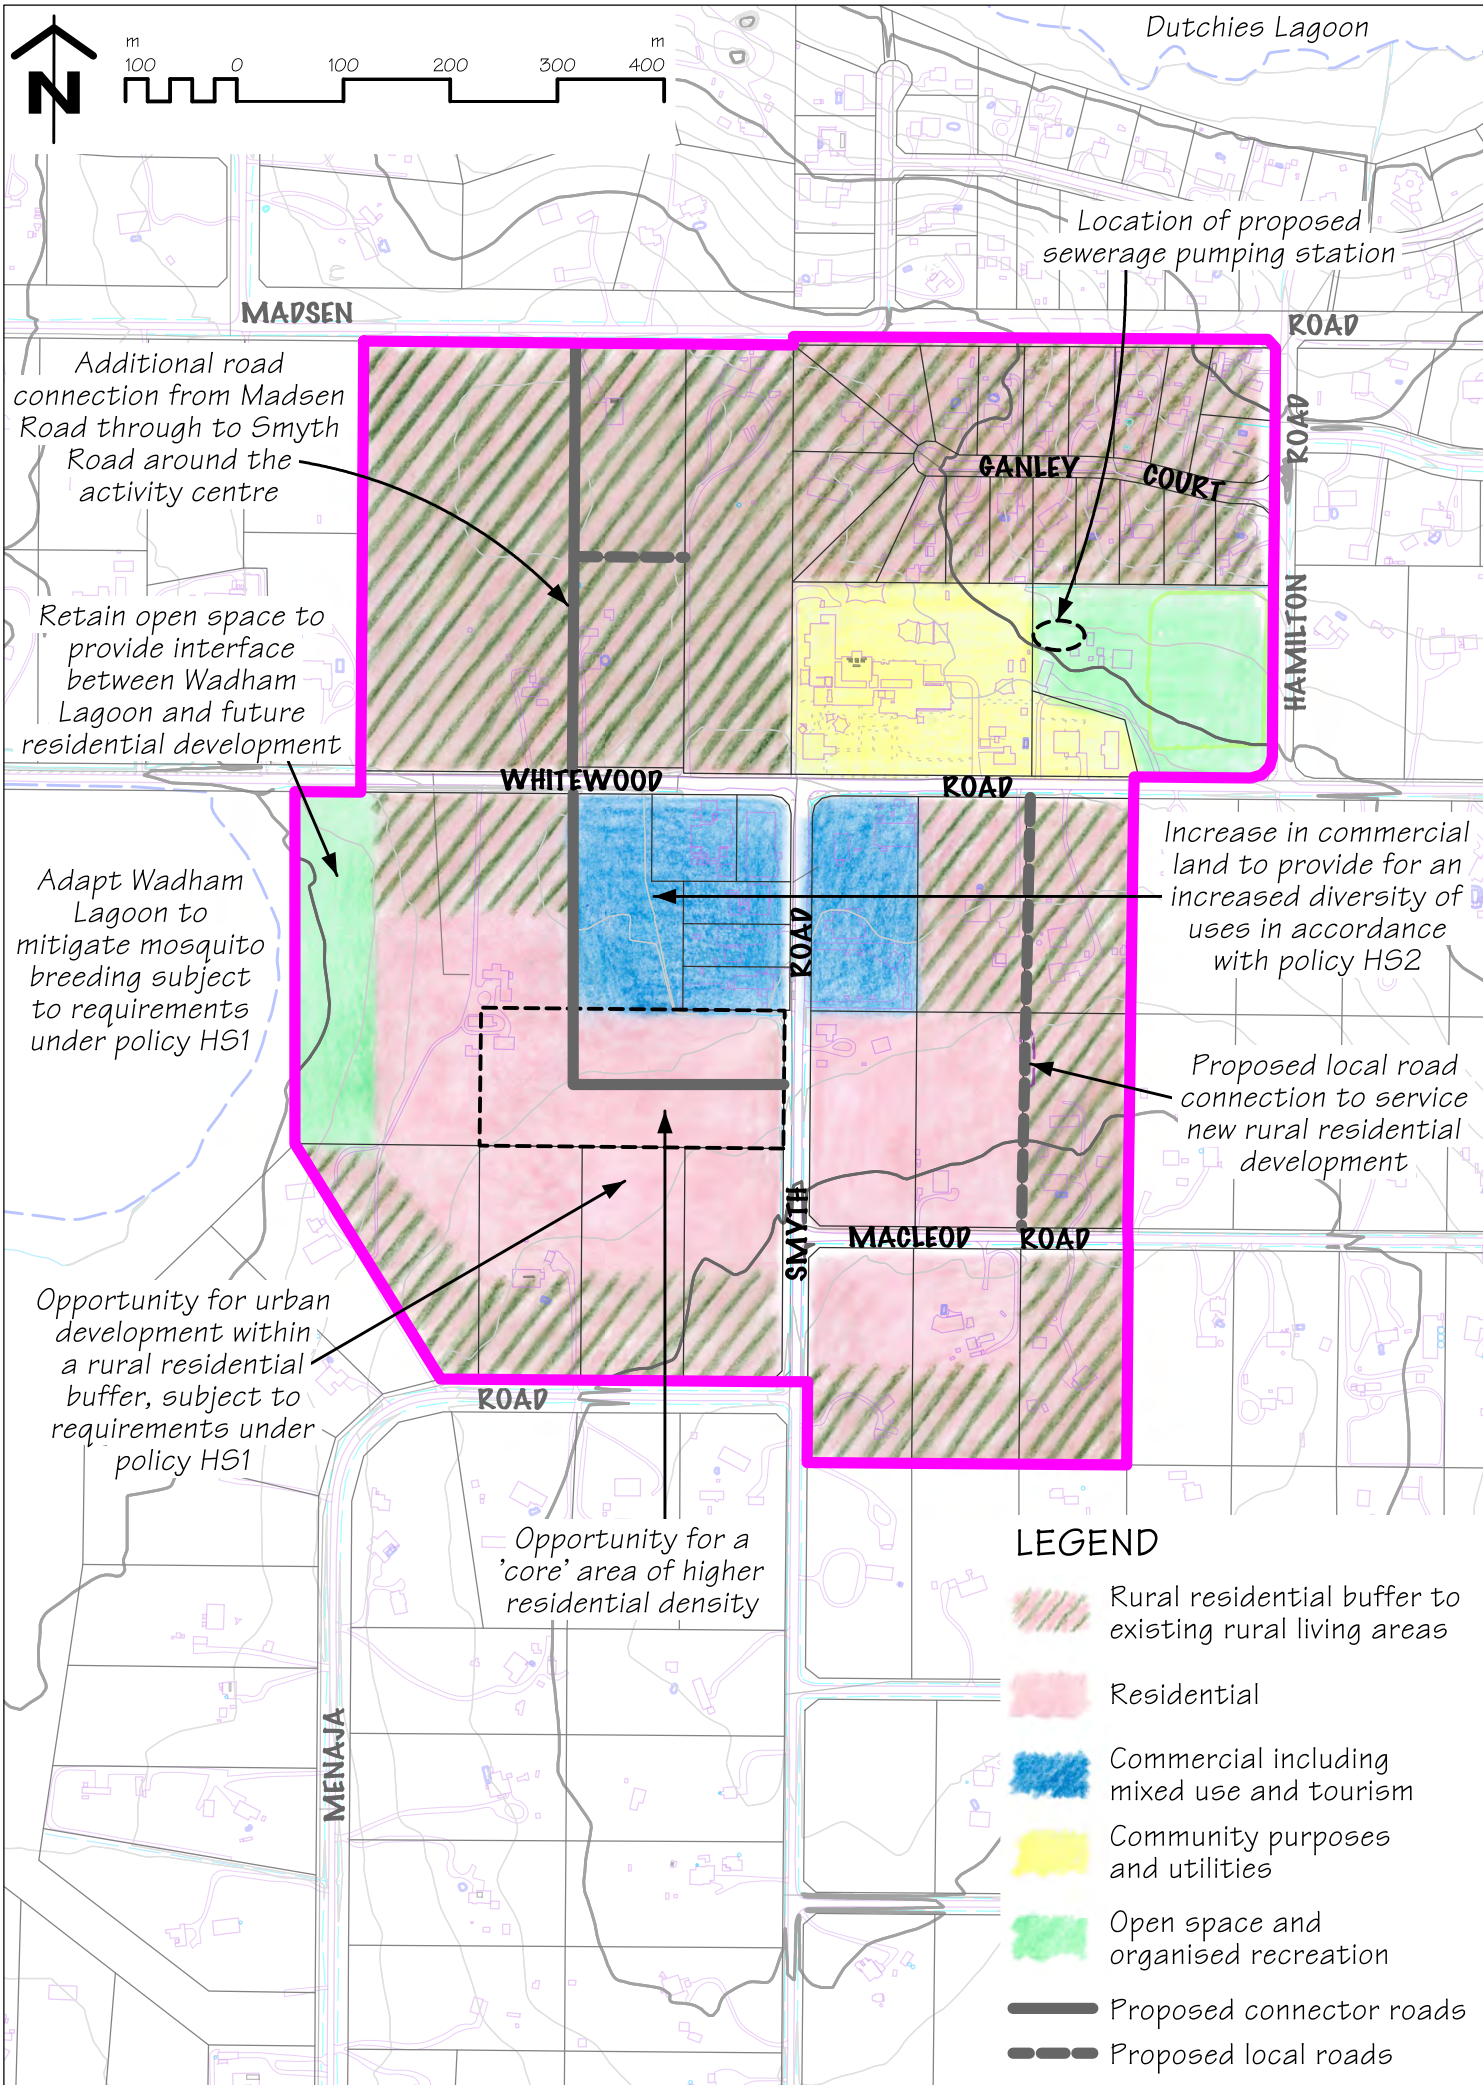 Dutchies Lagoon
m
m
100
0
100
200
300
400
N
Location of proposed
sewerage pumping station
MADSEN
ROAD
Additional road
connection from Madsen
Road through to Smyth
Road around the
activity centre
ROAD
GANLEY
COURT
HAMILTON
Retain open space to
provide interface
between Wadham
Lagoon and future
residential development
WHITEWOOD
ROAD
Adapt Wadham
Lagoon to
mitigate mosquito
breeding subject
to requirements
under policy HS1
Increase in commercial
land to provide for an
increased diversity of
uses in accordance
with policy HS2
ROAD
Proposed local road
connection to service
new rural residential
development
SMYTH
MACLEOD
ROAD
Opportunity for urban
development within
a rural residential
buffer, subject to
requirements under
policy HS1
ROAD
Opportunity for a
'core' area of higher
residential density
MENAJA
LEGEND
Rural residential buffer to
existing rural living areas
Residential
Commercial including
mixed use and tourism
Community purposes
and utilities
Open space and
organised recreation
Proposed connector roads
Proposed local roads